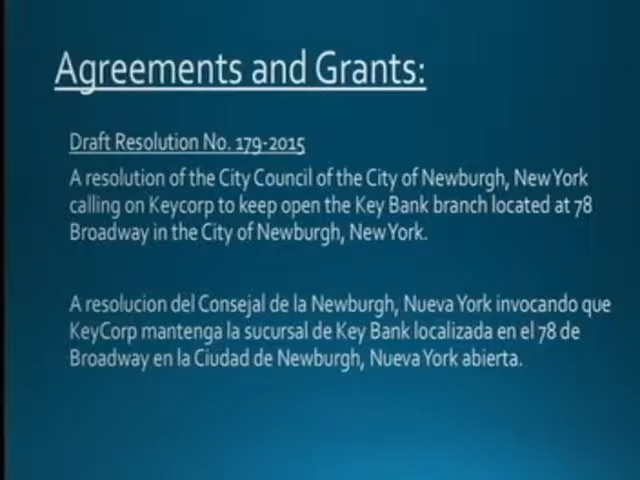 Agreements and Grants:
Draft Resolution No. 179-2015
A resolution of the City Council of the City of Newburgh, New York
calling on Keycorp to keep open the Key Bank branch located at 78
Broadway in the City of Newburgh, New York.
A resolucion del Consejal de la Newburgh, Nueva York invocando que
KeyCorp mantenga la sucursal de Key Bank localizada en el 78 de
Broadway en la Ciudad de Newburgh, Nueva York abierta.